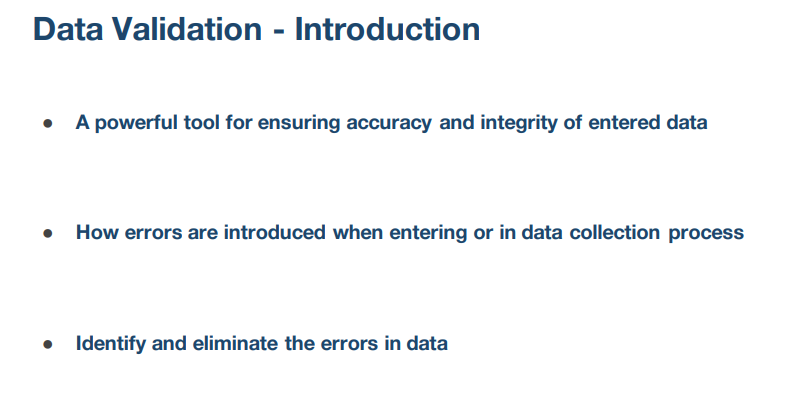 Data Validation - Introduction
● A powerful tool for ensuring accuracy and integrity of entered data
● How errors are introduced when entering or in data collection process
● Identify and eliminate the errors in data